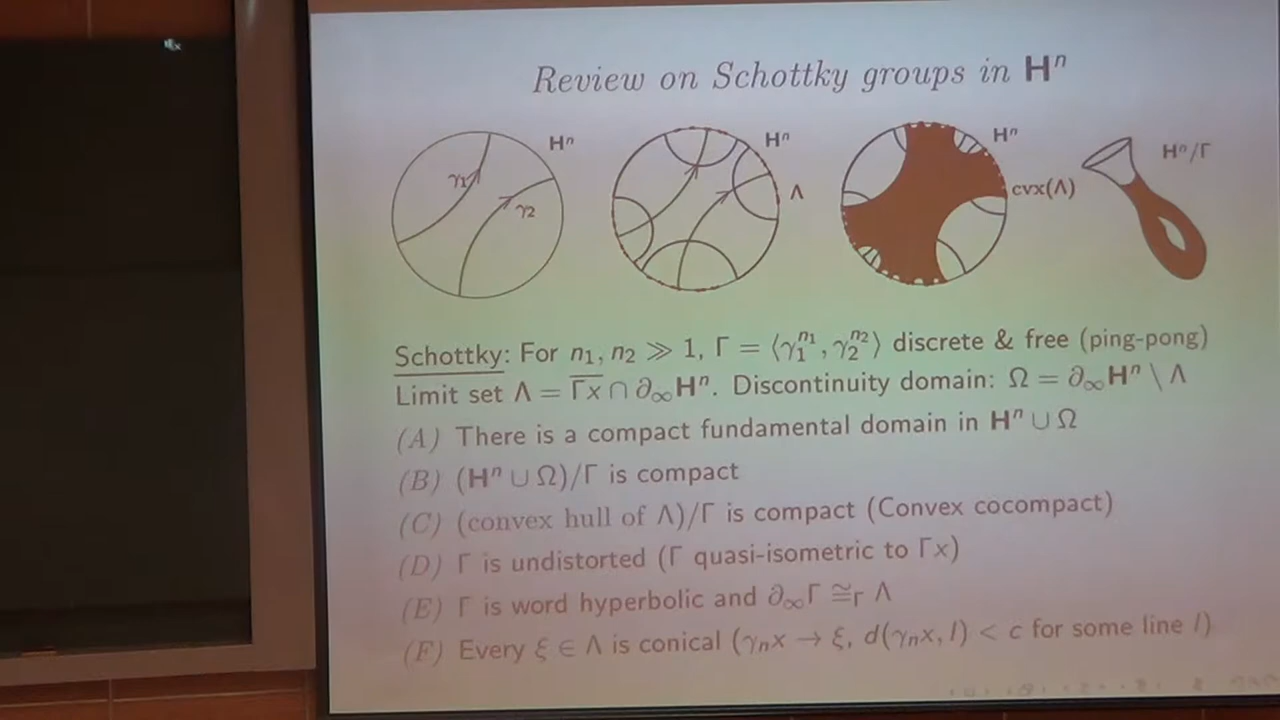 Review on Schottky groups in Hⁿ
Hⁿ
γ₁
γ₂
Hⁿ
Λ
Hⁿ
cvx(Λ)
Hⁿ/Γ
Schottky: For n₁, n₂ ≫ 1, Γ = ⟨γ₁^{n₁}, γ₂^{n₂}⟩ discrete & free (ping-pong)
Limit set Λ = \overline{Γx} ∩ ∂∞Hⁿ. Discontinuity domain: Ω = ∂∞Hⁿ \ Λ
(A) There is a compact fundamental domain in Hⁿ ∪ Ω
(B) (Hⁿ ∪ Ω)/Γ is compact
(C) (convex hull of Λ)/Γ is compact (Convex cocompact)
(D) Γ is undistorted (Γ quasi-isometric to Γx)
(E) Γ is word hyperbolic and ∂∞Γ ≅_Γ Λ
(F) Every ξ ∈ Λ is conical (γₙx → ξ, d(γₙx, l) < c for some line l)